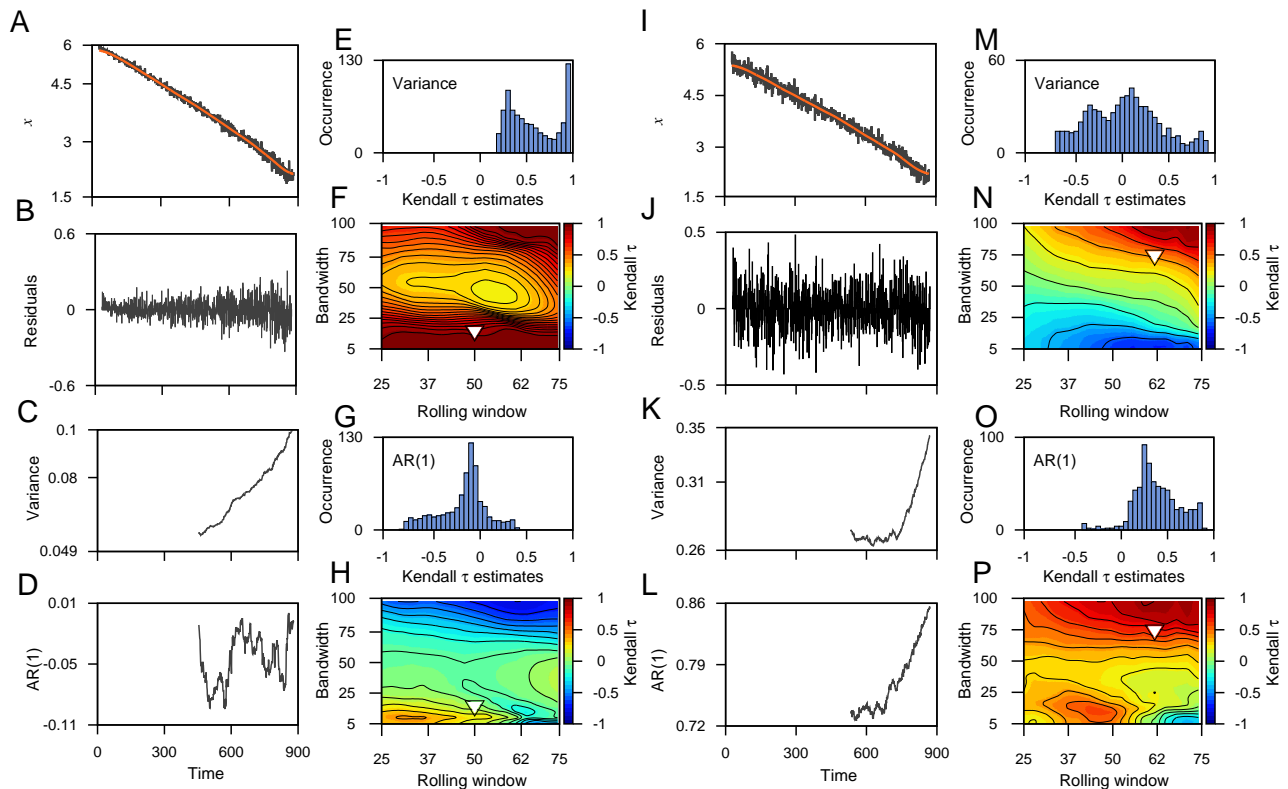 A
6
4.5
3
1.5
x
B
0.6
0
-0.6
Residuals
C
0.1
0.08
0.049
Variance
D
0.01
-0.05
-0.11
AR(1)
0 300 600 900
Time
E
130
0
Occurrence
Variance
-1 -0.5 0 0.5 1
Kendall τ estimates
F
100
75
50
25
5
Bandwidth
25 37 50 62 75
Rolling window
1
0.5
0
-0.5
-1
Kendall τ
G
130
0
Occurrence
AR(1)
-1 -0.5 0 0.5 1
Kendall τ estimates
H
100
75
50
25
5
Bandwidth
25 37 50 62 75
Rolling window
1
0.5
0
-0.5
-1
Kendall τ
I
6
4.5
3
1.5
x
J
0.5
0
-0.5
Residuals
K
0.35
0.31
0.26
Variance
L
0.86
0.79
0.72
AR(1)
0 300 600 900
Time
M
60
0
Occurrence
Variance
-1 -0.5 0 0.5 1
Kendall τ estimates
N
100
75
50
25
5
Bandwidth
25 37 50 62 75
Rolling window
1
0.5
0
-0.5
-1
Kendall τ
O
100
0
Occurrence
AR(1)
-1 -0.5 0 0.5 1
Kendall τ estimates
P
100
75
50
25
5
Bandwidth
25 37 50 62 75
Rolling window
1
0.5
0
-0.5
-1
Kendall τ